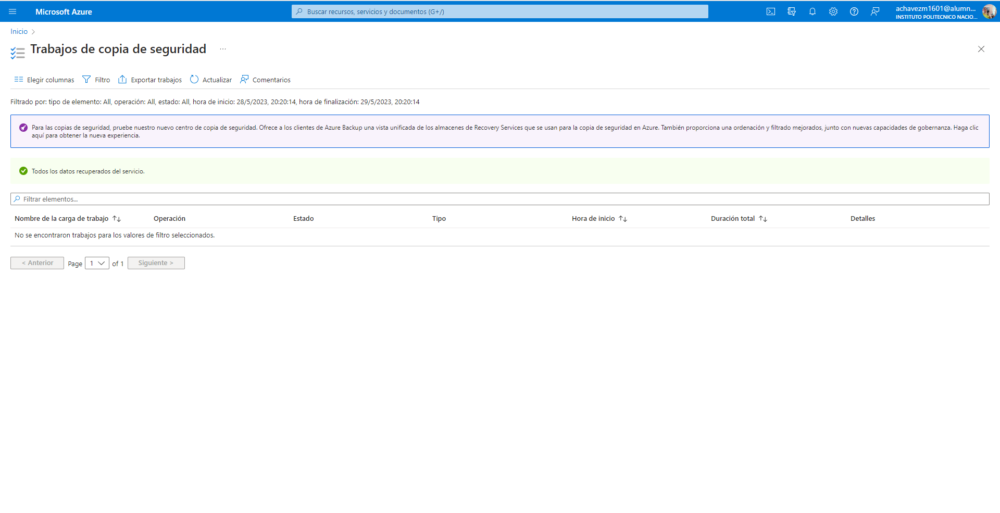 Microsoft Azure
Buscar recursos, servicios y documentos (G+/)
achavezm1601@alumn...
INSTITUTO POLITECNICO NACIO...
Inicio
Trabajos de copia de seguridad
Elegir columnas
Filtro
Exportar trabajos
Actualizar
Comentarios
Filtrado por: tipo de elemento: All, operación: All, estado: All, hora de inicio: 28/5/2023, 20:20:14, hora de finalización: 29/5/2023, 20:20:14
Para las copias de seguridad, pruebe nuestro nuevo centro de copia de seguridad. Ofrece a los clientes de Azure Backup una vista unificada de los almacenes de Recovery Services que se usan para la copia de seguridad en Azure. También proporciona una ordenación y filtrado mejorados, junto con nuevas capacidades de gobernanza. Haga clic
aquí para obtener la nueva experiencia.
Todos los datos recuperados del servicio.
Filtrar elementos...
Nombre de la carga de trabajo Operación Estado Tipo Hora de inicio Duración total Detalles
No se encontraron trabajos para los valores de filtro seleccionados.
< Anterior Page 1 of 1 Siguiente >